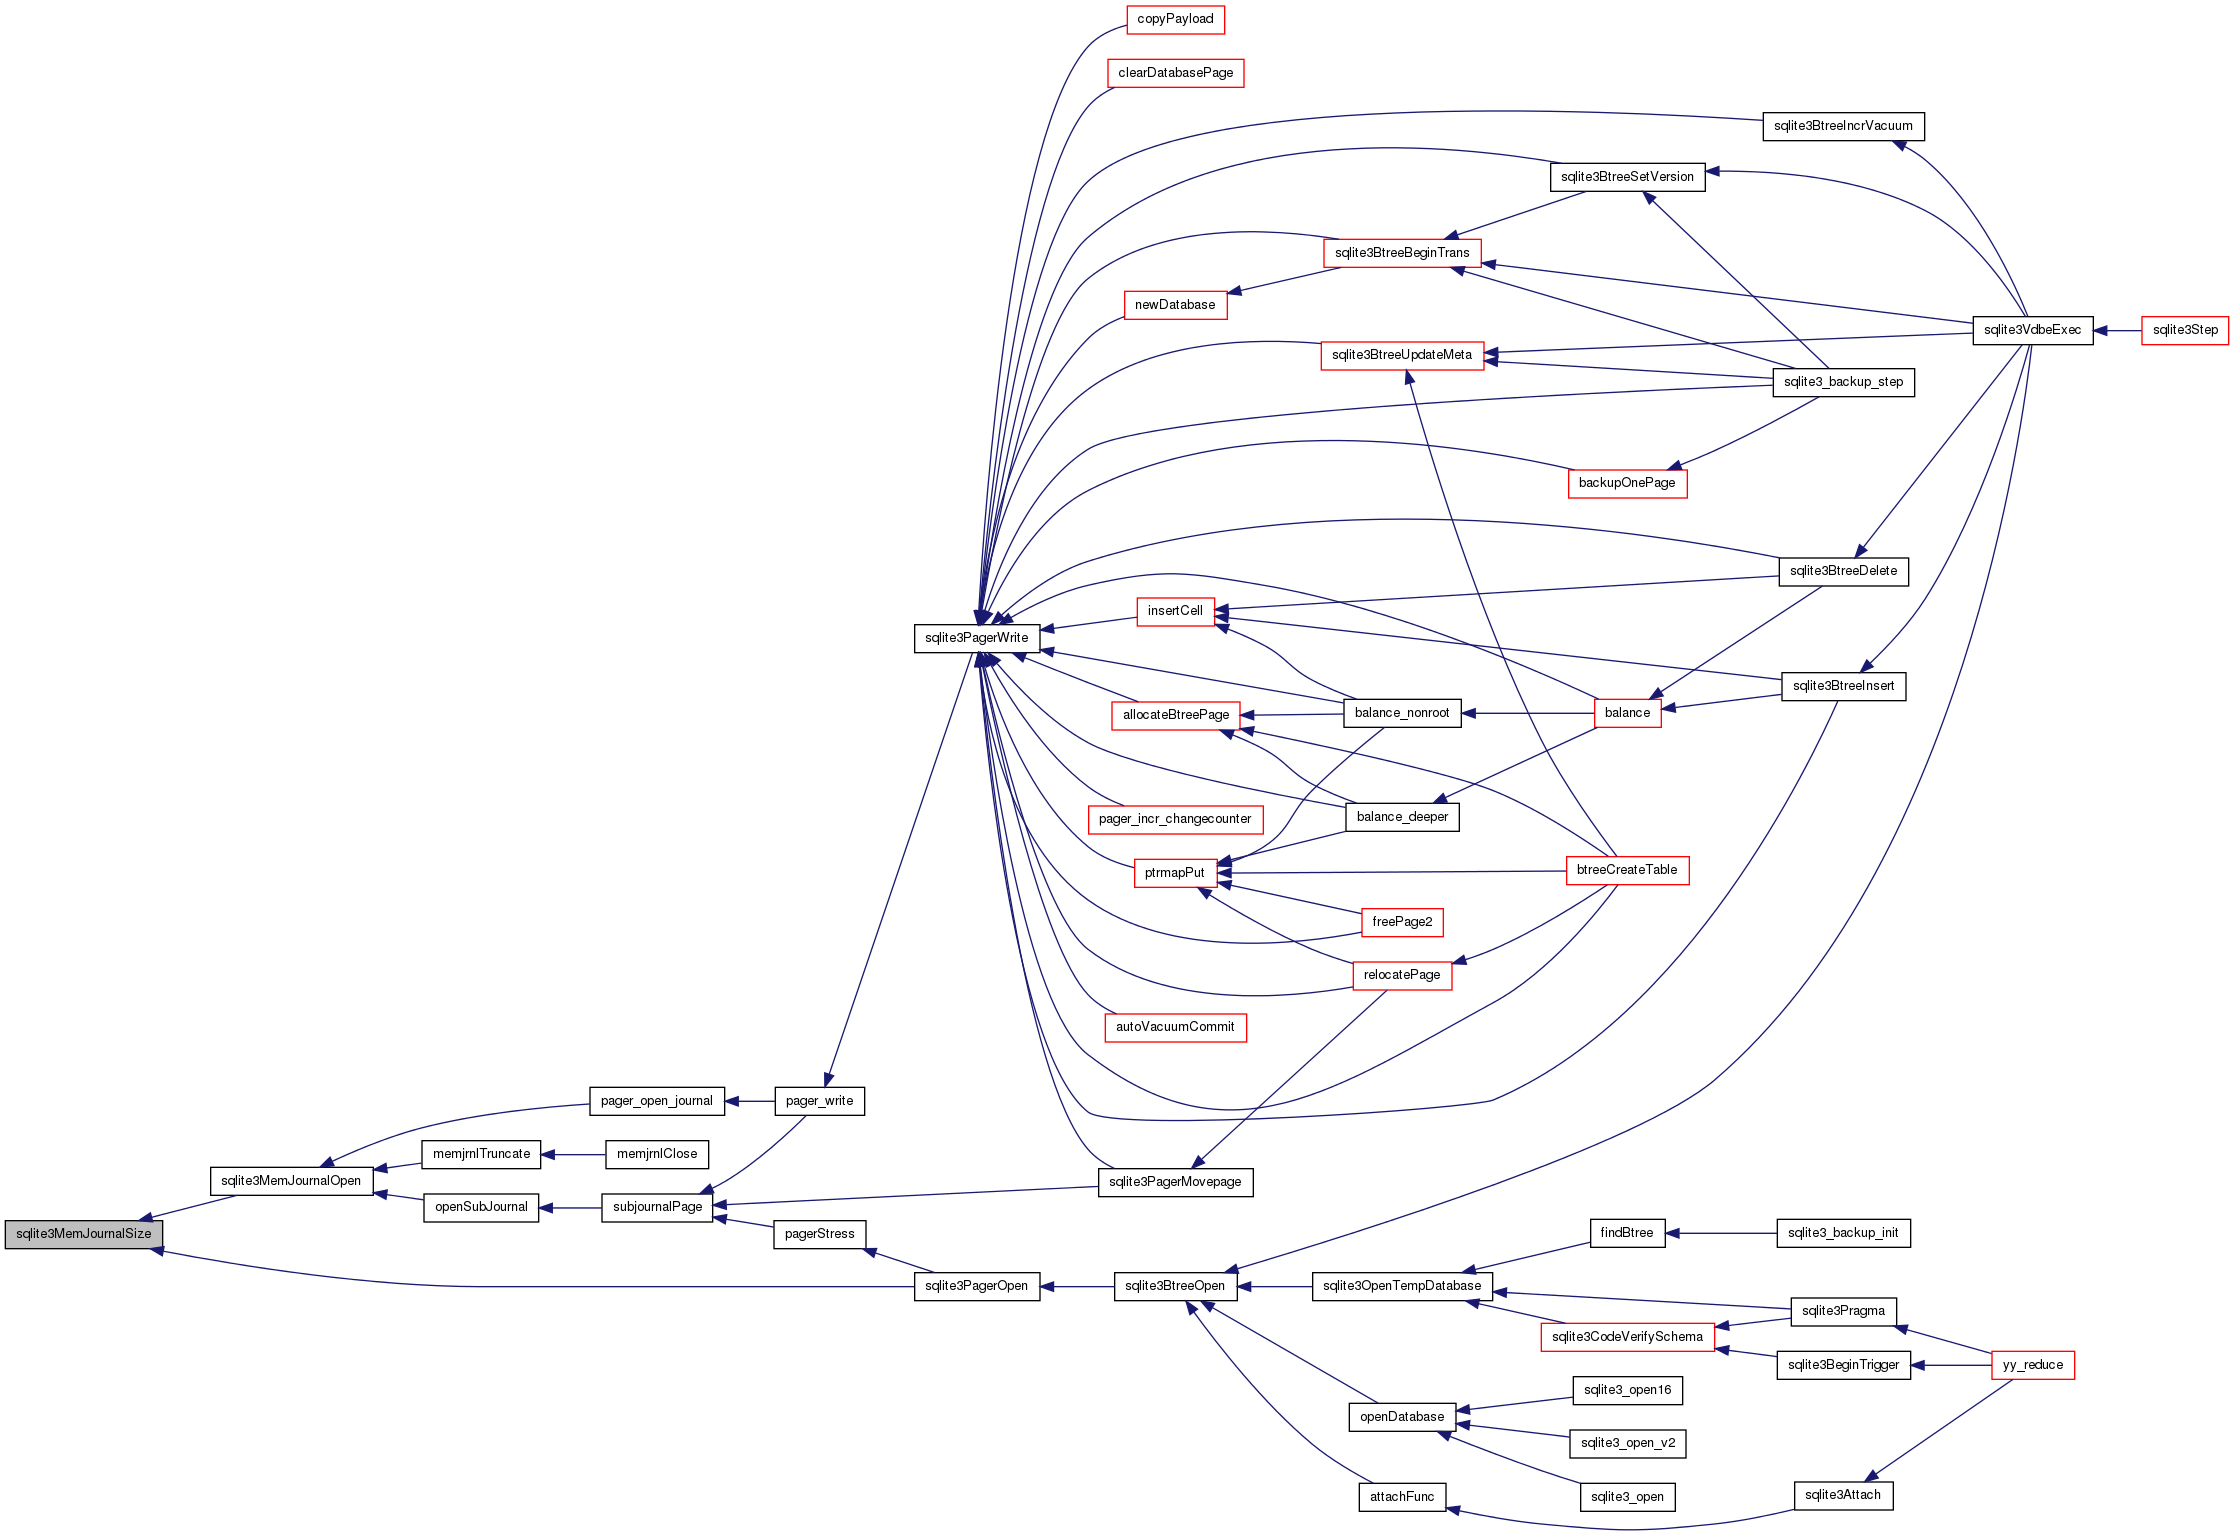 copyPayload
clearDatabasePage
sqlite3BtreeIncrVacuum
sqlite3BtreeSetVersion
sqlite3BtreeBeginTrans
newDatabase
sqlite3VdbeExec
sqlite3Step
sqlite3BtreeUpdateMeta
sqlite3_backup_step
backupOnePage
sqlite3BtreeDelete
insertCell
sqlite3PagerWrite
sqlite3BtreeInsert
allocateBtreePage
balance_nonroot
balance
pager_incr_changecounter
balance_deeper
ptrmapPut
btreeCreateTable
freePage2
relocatePage
autoVacuumCommit
pager_open_journal
pager_write
memjrnlTruncate
memjrnlClose
sqlite3MemJournalOpen
sqlite3PagerMovepage
openSubJournal
subjournalPage
sqlite3MemJournalSize
pagerStress
findBtree
sqlite3_backup_init
sqlite3PagerOpen
sqlite3BtreeOpen
sqlite3OpenTempDatabase
sqlite3Pragma
sqlite3CodeVerifySchema
sqlite3BeginTrigger
yy_reduce
sqlite3_open16
openDatabase
sqlite3_open_v2
attachFunc
sqlite3_open
sqlite3Attach